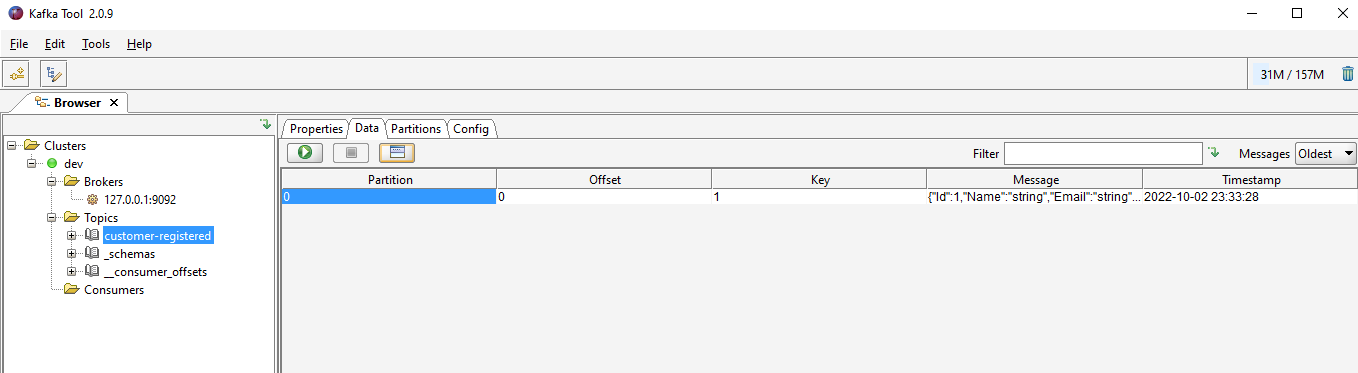 Kafka Tool 2.0.9
File Edit Tools Help
31M / 157M
Browser
Clusters
dev
Brokers
127.0.0.1:9092
Topics
customer-registered
_schemas
__consumer_offsets
Consumers
Properties Data Partitions Config
Filter Messages Oldest
Partition Offset Key Message Timestamp
0 0 1 {"Id":1,"Name":"string","Email":"string"... 2022-10-02 23:33:28